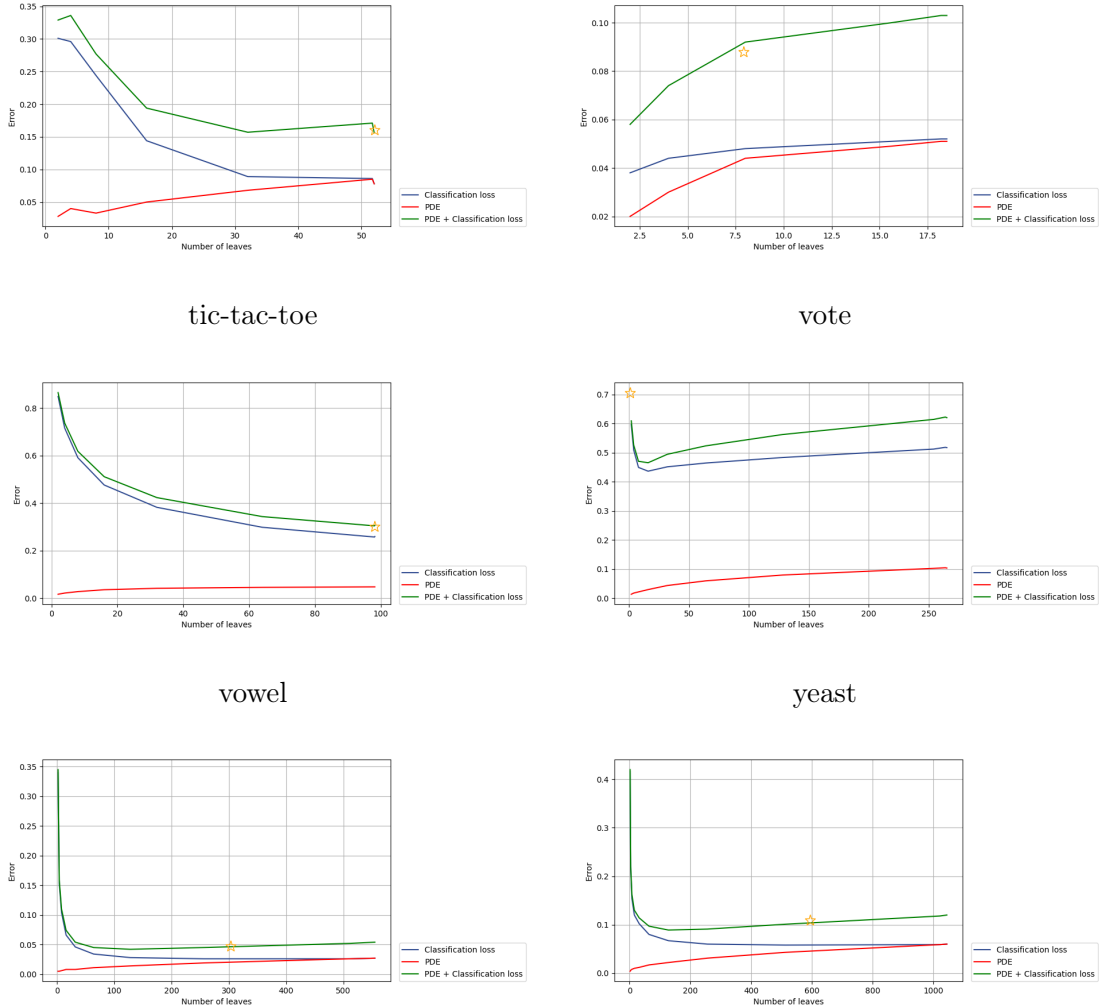 0.35
0.30
0.25
0.20
0.15
0.10
0.05
Error
0 10 20 30 40 50
Number of leaves
Classification loss
PDE
PDE + Classification loss
0.10
0.08
0.06
0.04
0.02
Error
2.5 5.0 7.5 10.0 12.5 15.0 17.5
Number of leaves
Classification loss
PDE
PDE + Classification loss
tic-tac-toe
vote
0.8
0.6
0.4
0.2
0.0
Error
0 20 40 60 80 100
Number of leaves
Classification loss
PDE
PDE + Classification loss
0.7
0.6
0.5
0.4
0.3
0.2
0.1
0.0
Error
0 50 100 150 200 250
Number of leaves
Classification loss
PDE
PDE + Classification loss
vowel
yeast
0.35
0.30
0.25
0.20
0.15
0.10
0.05
0.00
Error
0 100 200 300 400 500
Number of leaves
Classification loss
PDE
PDE + Classification loss
0.4
0.3
0.2
0.1
0.0
Error
0 200 400 600 800 1000
Number of leaves
Classification loss
PDE
PDE + Classification loss